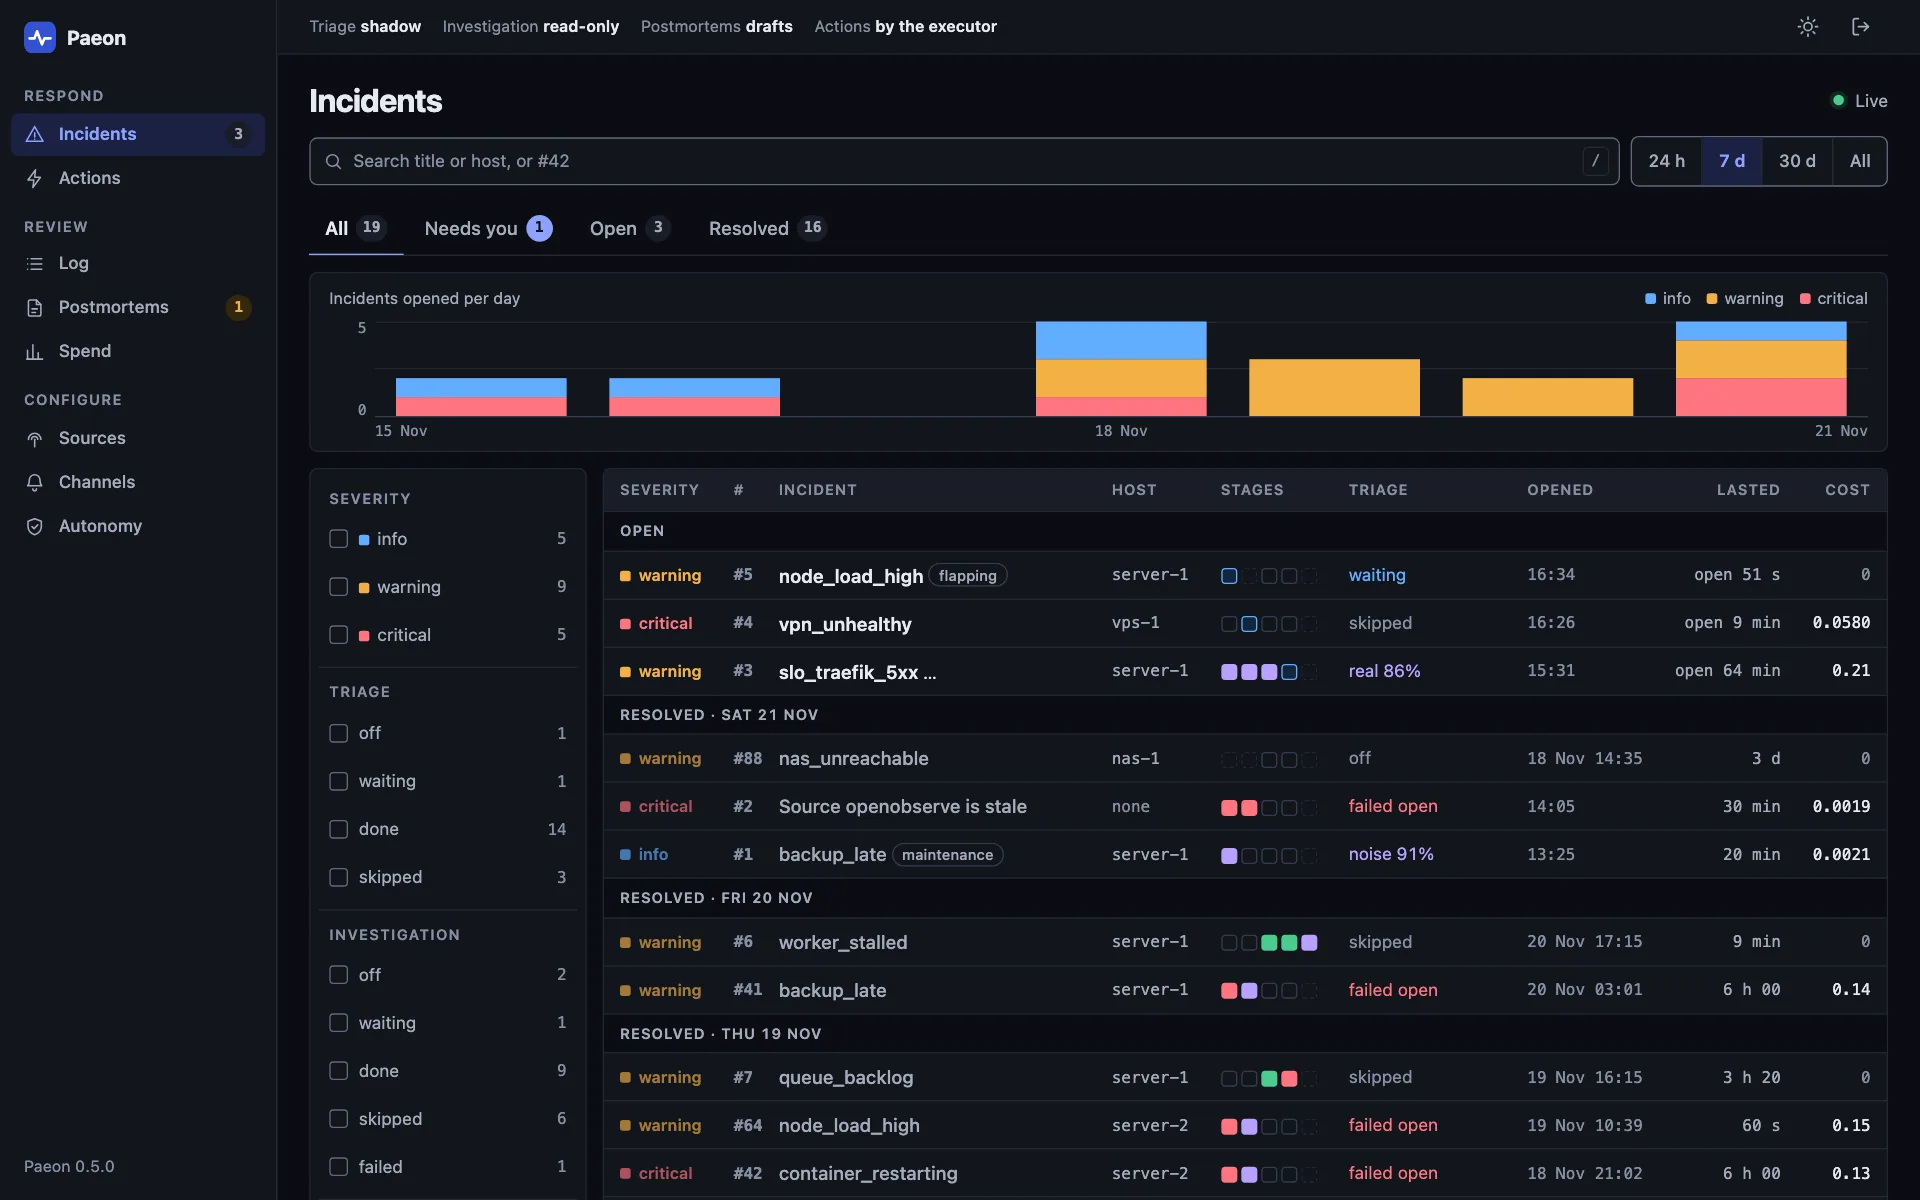 Paeon
Triage shadow Investigation read-only Postmortems drafts Actions by the executor
RESPOND
Incidents 3
Actions
REVIEW
Log
Postmortems 1
Spend
CONFIGURE
Sources
Channels
Autonomy
Paeon 0.5.0
Incidents
Live
Search title or host, or #42 /
24 h 7 d 30 d All
All 19 Needs you 1 Open 3 Resolved 16
Incidents opened per day
info warning critical
5
0
15 Nov 18 Nov 21 Nov
SEVERITY
info 5
warning 9
critical 5
TRIAGE
off 1
waiting 1
done 14
skipped 3
INVESTIGATION
off 2
waiting 1
done 9
skipped 6
failed 1
SEVERITY # INCIDENT HOST STAGES TRIAGE OPENED LASTED COST
OPEN
warning #5 node_load_high flapping server-1 waiting 16:34 open 51 s 0
critical #4 vpn_unhealthy vps-1 skipped 16:26 open 9 min 0.0580
warning #3 slo_traefik_5xx ... server-1 real 86% 15:31 open 64 min 0.21
RESOLVED · SAT 21 NOV
warning #88 nas_unreachable nas-1 off 18 Nov 14:35 3 d 0
critical #2 Source openobserve is stale none failed open 14:05 30 min 0.0019
info #1 backup_late maintenance server-1 noise 91% 13:25 20 min 0.0021
RESOLVED · FRI 20 NOV
warning #6 worker_stalled server-1 skipped 20 Nov 17:15 9 min 0
warning #41 backup_late server-1 failed open 20 Nov 03:01 6 h 00 0.14
RESOLVED · THU 19 NOV
warning #7 queue_backlog server-1 skipped 19 Nov 16:15 3 h 20 0
warning #64 node_load_high server-2 failed open 19 Nov 10:39 60 s 0.15
critical #42 container_restarting server-2 failed open 18 Nov 21:02 6 h 00 0.13